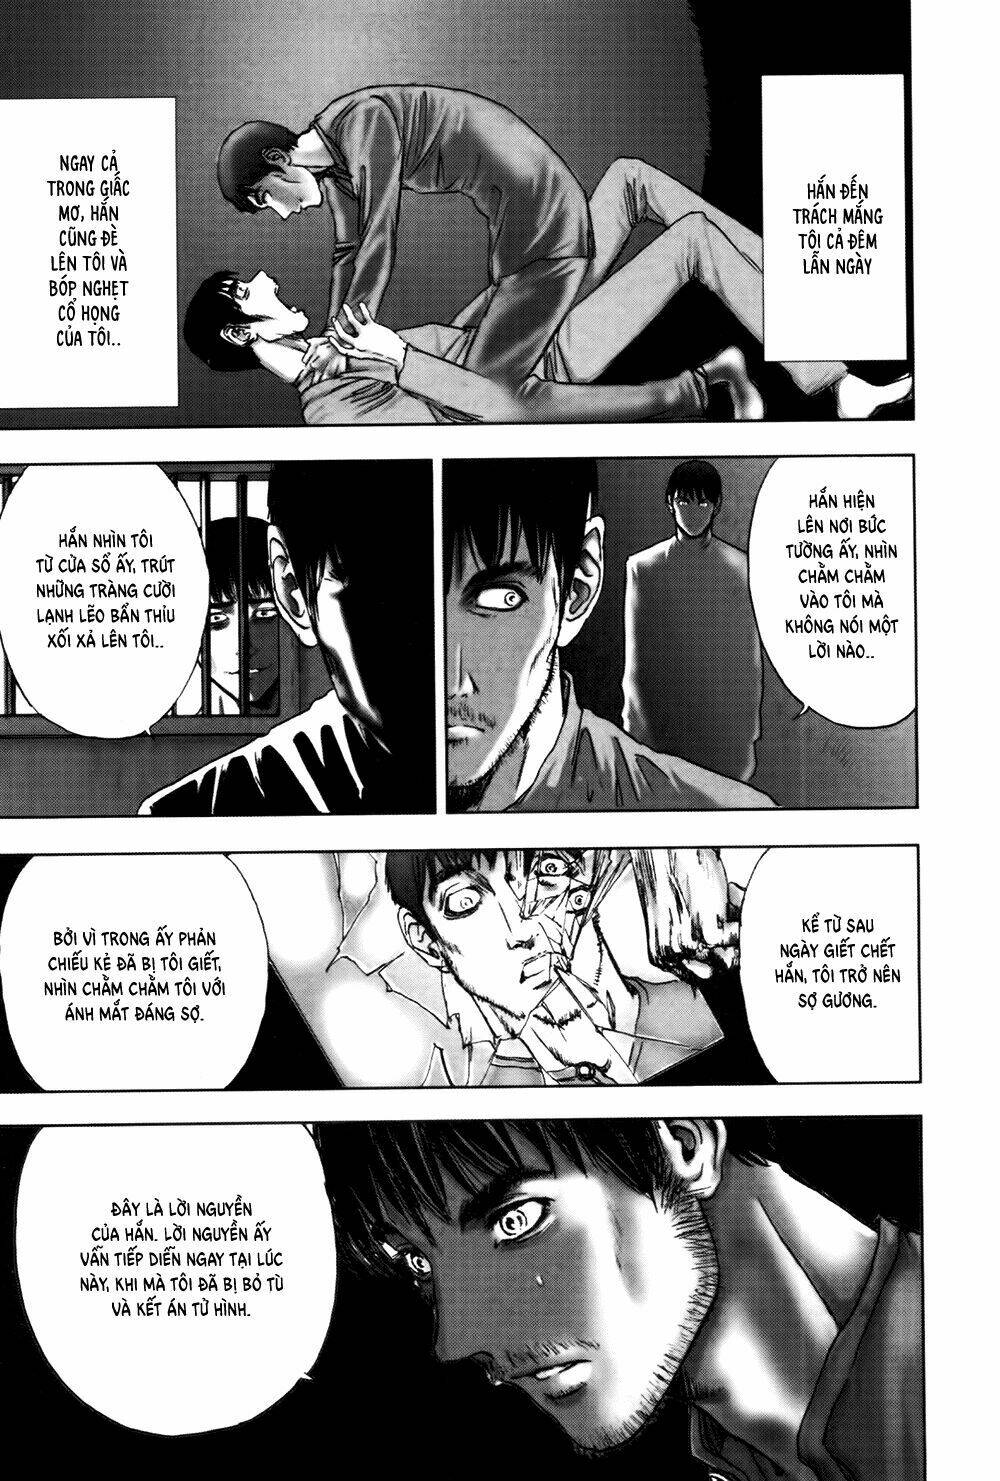 HẮN ĐẾN
TRÁCH MẮNG
TÔI CẢ ĐÊM
LẪN NGÀY
NGAY CẢ
TRONG GIẤC
MƠ, HẮN
CŨNG ĐÈ
LÊN TÔI VÀ
BÓP NGHẸT
CỔ HỌNG
CỦA TÔI..
HẮN HIỆN
LÊN NƠI BỨC
TƯỜNG ẤY, NHÌN
CHẰM CHẰM
VÀO TÔI MÀ
KHÔNG NÓI MỘT
LỜI NÀO..
HẮN NHÌN TÔI
TỪ CỬA SỔ ẤY, TRÚT
NHỮNG TRÀNG CƯỜI
LẠNH LẼO BẨN THỈU
XỐI XẢ LÊN TÔI..
KỂ TỪ SAU
NGÀY GIẾT CHẾT
HẮN, TÔI TRỞ NÊN
SỢ GƯƠNG.
BỞI VÌ TRONG ẤY PHẢN
CHIẾU KẺ ĐÃ BỊ TÔI GIẾT,
NHÌN CHẰM CHẰM TÔI VỚI
ÁNH MẮT ĐÁNG SỢ.
ĐÂY LÀ LỜI NGUYỀN
CỦA HẮN. LỜI NGUYỀN ẤY
VẪN TIẾP DIỄN NGAY TẠI LÚC
NÀY, KHI MÀ TÔI ĐÃ BỊ BỎ TÙ
VÀ KẾT ÁN TỬ HÌNH.